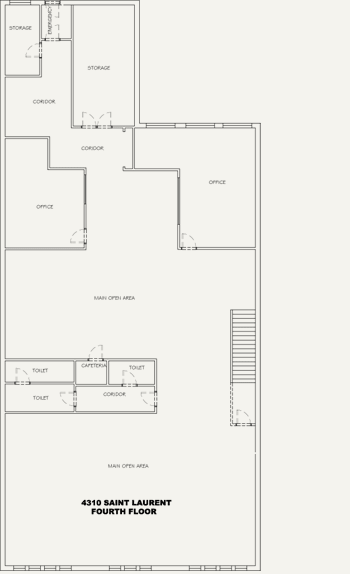 EMERGENCY
STORAGE
STORAGE
CORIDOR
CORIDOR
OFFICE
OFFICE
MAIN OPEN AREA
CAFETERIA
TOILET
TOILET
CORIDOR
TOILET
MAIN OPEN AREA
4310 SAINT LAURENT
FOURTH FLOOR